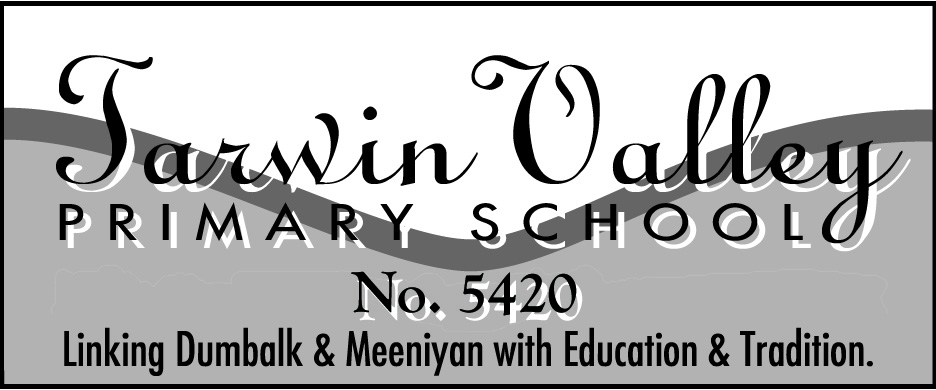 Tarwin Valley
PRIMARY SCHOOL
No. 5420
Linking Dumbalk & Meeniyan with Education & Tradition.